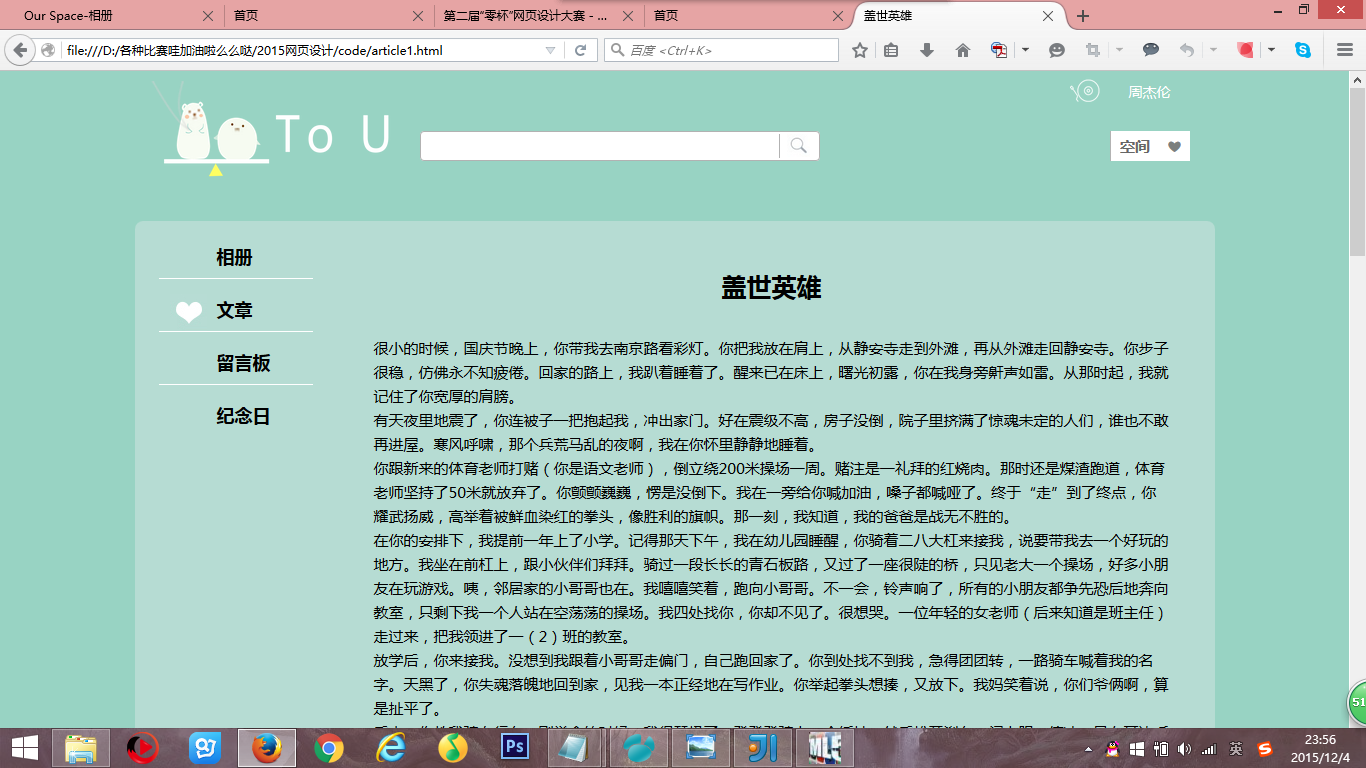 Our Space-相册
首页
第二届"零杯"网页设计大赛 - ...
首页
盖世英雄
file:///D:/各种比赛哇加油啦么么哒/2015网页设计/code/article1.html
百度 <Ctrl+K>
To U
周杰伦
空间
相册
文章
留言板
纪念日
盖世英雄
很小的时候，国庆节晚上，你带我去南京路看彩灯。你把我放在肩上，从静安寺走到外滩，再从外滩走回静安寺。你步子
很稳，仿佛永不知疲倦。回家的路上，我趴着睡着了。醒来已在床上，曙光初露，你在我身旁鼾声如雷。从那时起，我就
记住了你宽厚的肩膀。
有天夜里地震了，你连被子一把抱起我，冲出家门。好在震级不高，房子没倒，院子里挤满了惊魂未定的人们，谁也不敢
再进屋。寒风呼啸，那个兵荒马乱的夜啊，我在你怀里静静地睡着。
你跟新来的体育老师打赌（你是语文老师），倒立绕200米操场一周。赌注是一礼拜的红烧肉。那时还是煤渣跑道，体育
老师坚持了50米就放弃了。你颤颤巍巍，愣是没倒下。我在一旁给你喊加油，嗓子都喊哑了。终于“走”到了终点，你
耀武扬威，高举着被鲜血染红的拳头，像胜利的旗帜。那一刻，我知道，我的爸爸是战无不胜的。
在你的安排下，我提前一年上了小学。记得那天下午，我在幼儿园睡醒，你骑着二八大杠来接我，说要带我去一个好玩的
地方。我坐在前杠上，跟小伙伴们拜拜。骑过一段长长的青石板路，又过了一座很陡的桥，只见老大一个操场，好多小朋
友在玩游戏。咦，邻居家的小哥哥也在。我嘻嘻笑着，跑向小哥哥。不一会，铃声响了，所有的小朋友都争先恐后地奔向
教室，只剩下我一个人站在空荡荡的操场。我四处找你，你却不见了。很想哭。一位年轻的女老师（后来知道是班主任）
走过来，把我领进了一（2）班的教室。
放学后，你来接我。没想到我跟着小哥哥走偏门，自己跑回家了。你到处找不到我，急得团团转，一路骑车喊着我的名
字。天黑了，你失魂落魄地回到家，见我一本正经地在写作业。你举起拳头想揍，又放下。我妈笑着说，你们爷俩啊，算
是扯平了。
51
英
23:56
2015/12/4